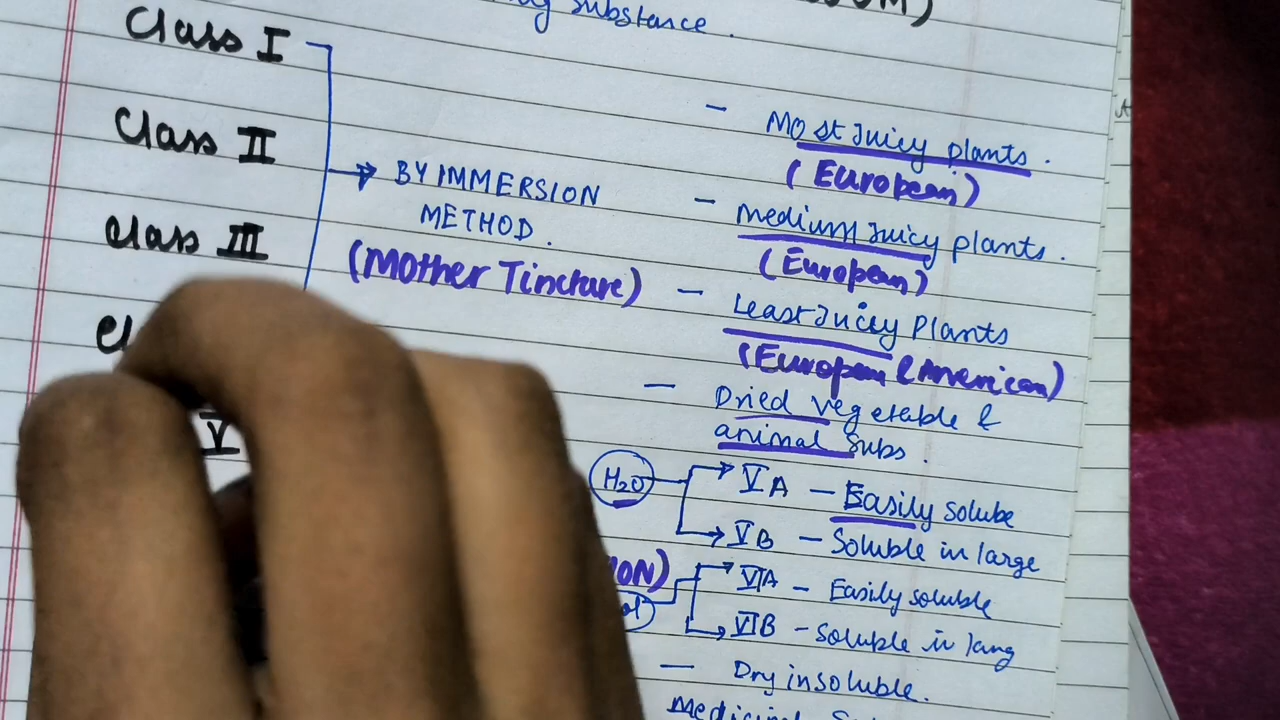 substance.
Class I
- Most Juicy plants.
(European)
Class II
BY IMMERSION
METHOD.
(Mother Tincture)
- medium Juicy plants.
(European)
Class III
- Least Juicy Plants
(European & American)
- Dried vegetable &
animal subs.
V
H2O
VA - Easily solube
VB - Soluble in large
VIA - Easily soluble
VIB - Soluble in larg
- Dry insoluble.